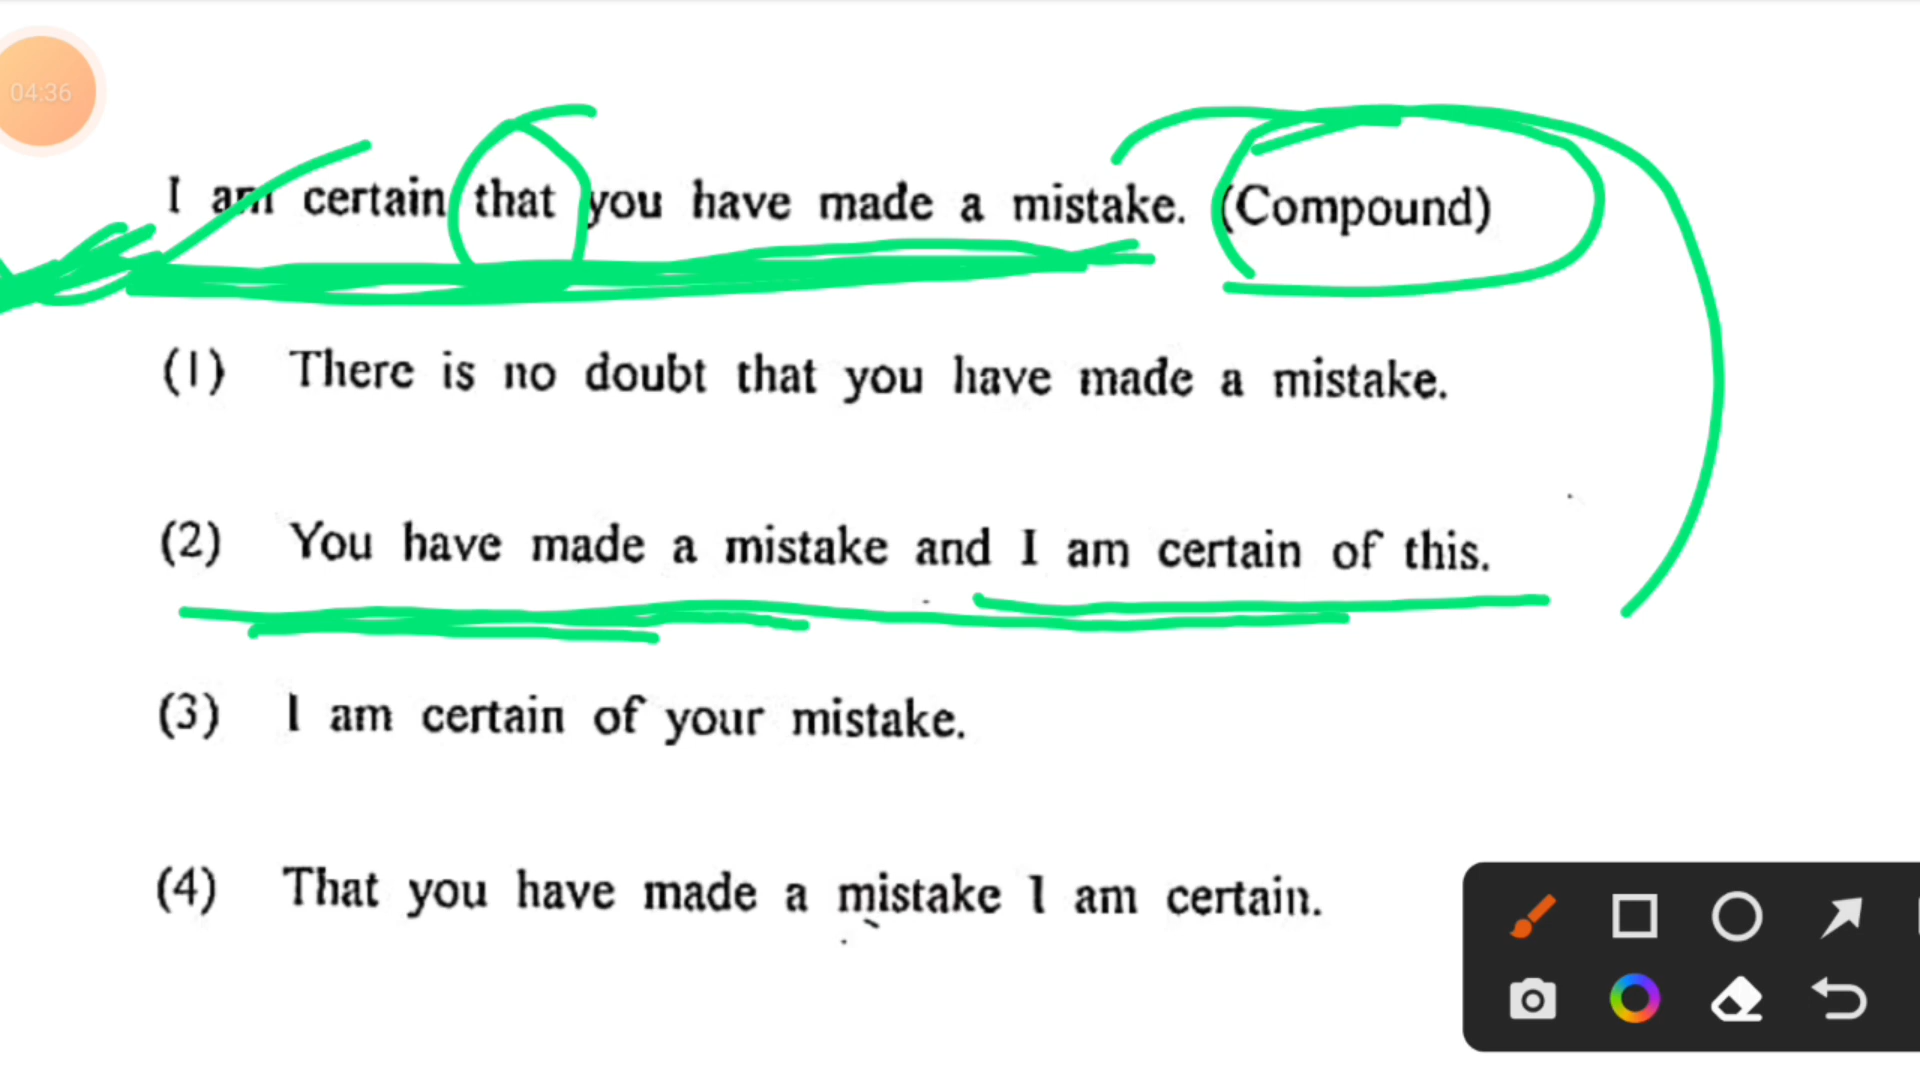 04:36
I am certain that you have made a mistake. (Compound)
(1) There is no doubt that you have made a mistake.
(2) You have made a mistake and I am certain of this.
(3) I am certain of your mistake.
(4) That you have made a mistake I am certain.